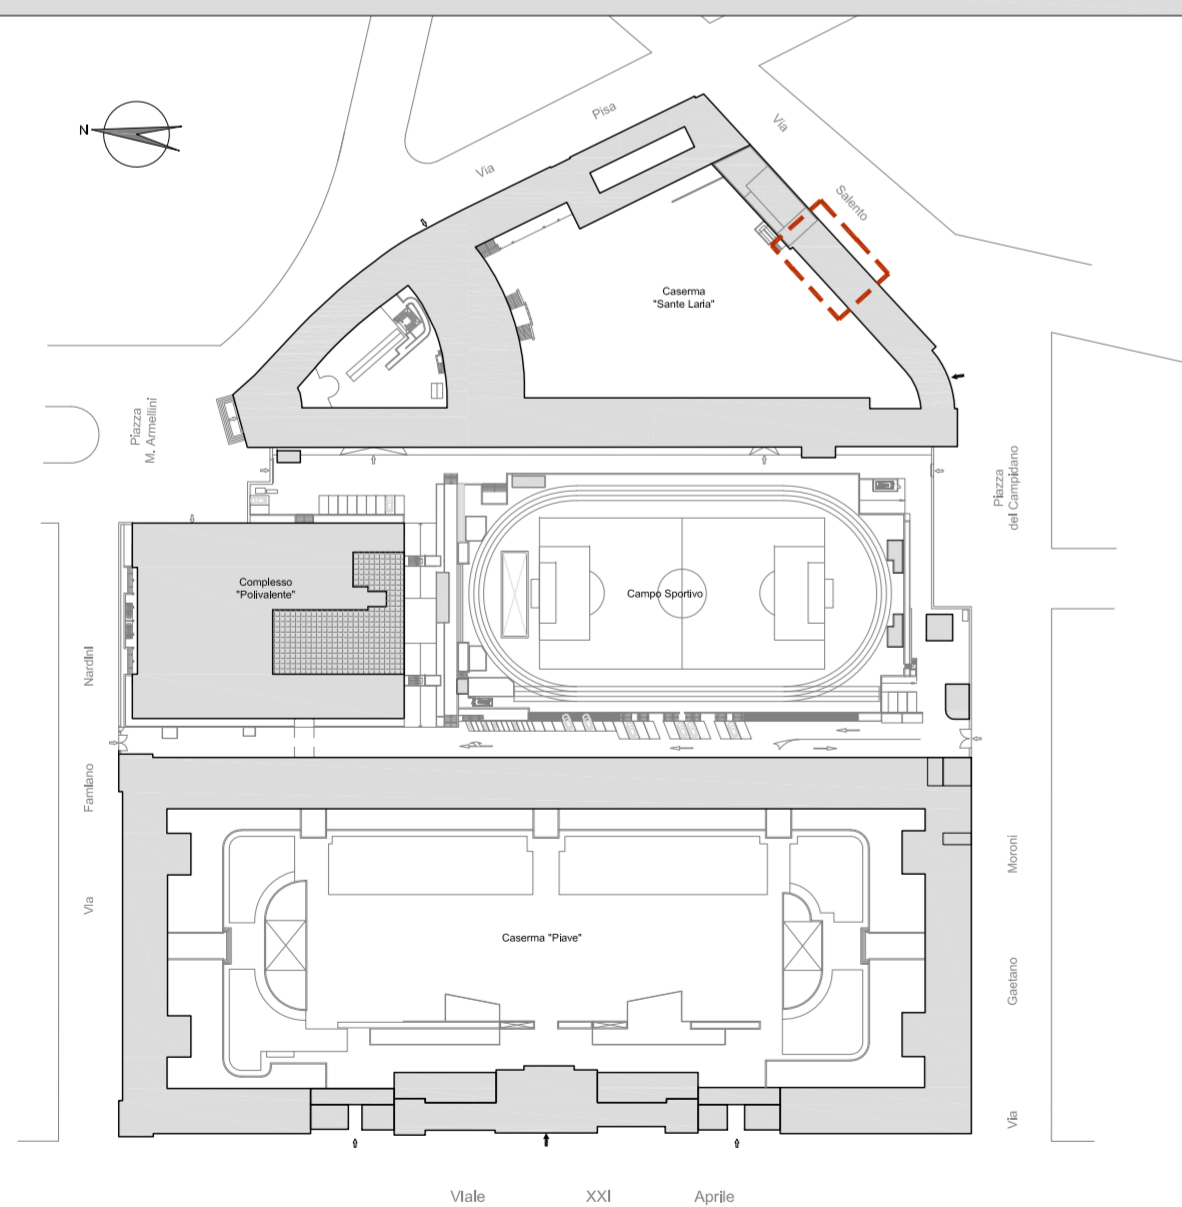 Pisa
Via
N
Via
Salento
Caserma
"Sante Laria"
Piazza
M. Armellini
Piazza
del Campidano
Complesso
"Polivalente"
Campo Sportivo
Nardini
Famiano
Via
Caserma "Piave"
Moroni
Gaetano
Via
Viale XXI Aprile